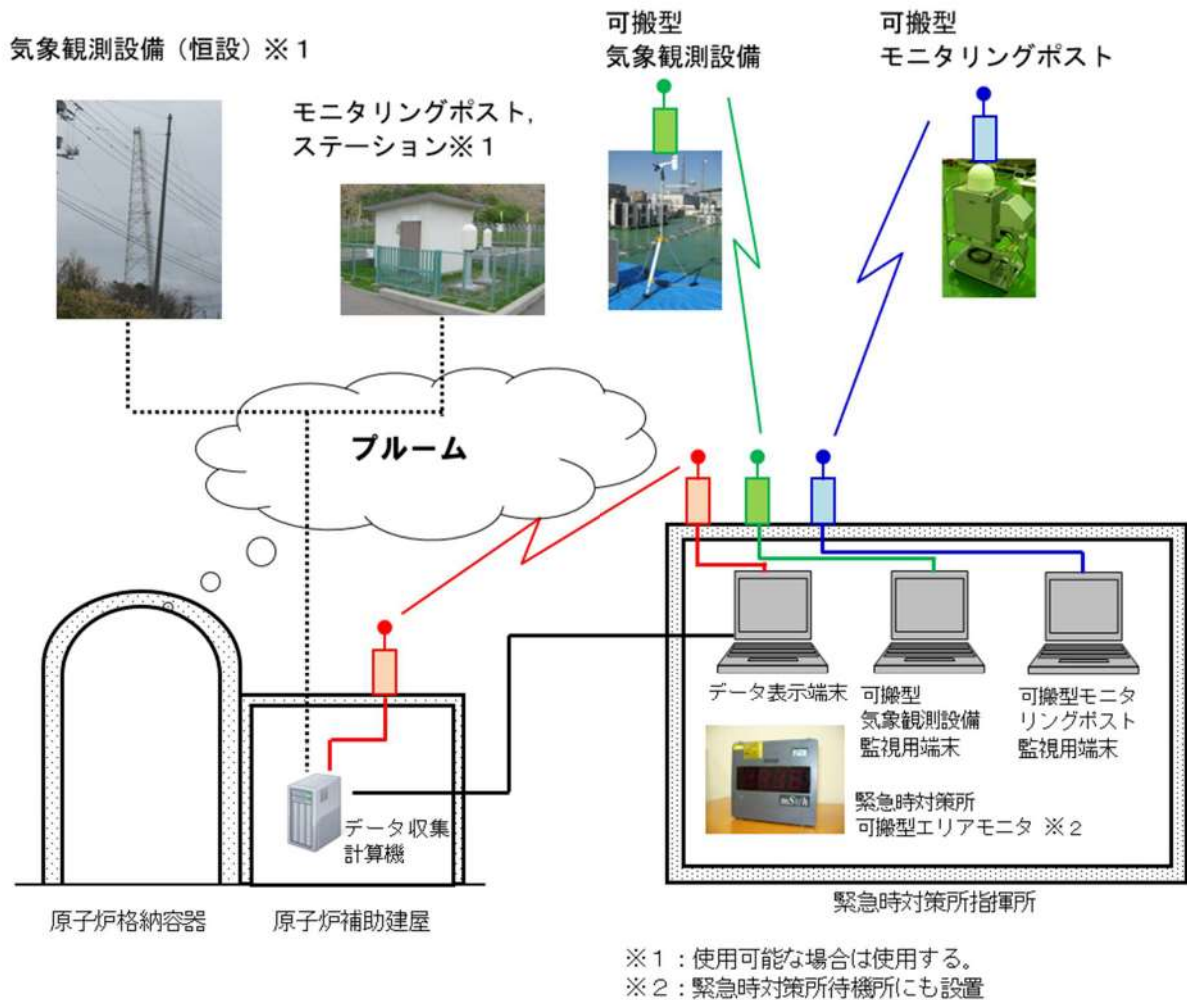 気象観測設備（恒設）※１
モニタリングポスト，
ステーション※１
可搬型
気象観測設備
可搬型
モニタリングポスト
プルーム
データ表示端末
可搬型
気象観測設備
監視用端末
可搬型モニタ
リングポスト
監視用端末
緊急時対策所
可搬型エリアモニタ ※２
データ収集
計算機
原子炉格納容器
原子炉補助建屋
緊急時対策所指揮所
※１：使用可能な場合は使用する。
※２：緊急時対策所待機所にも設置